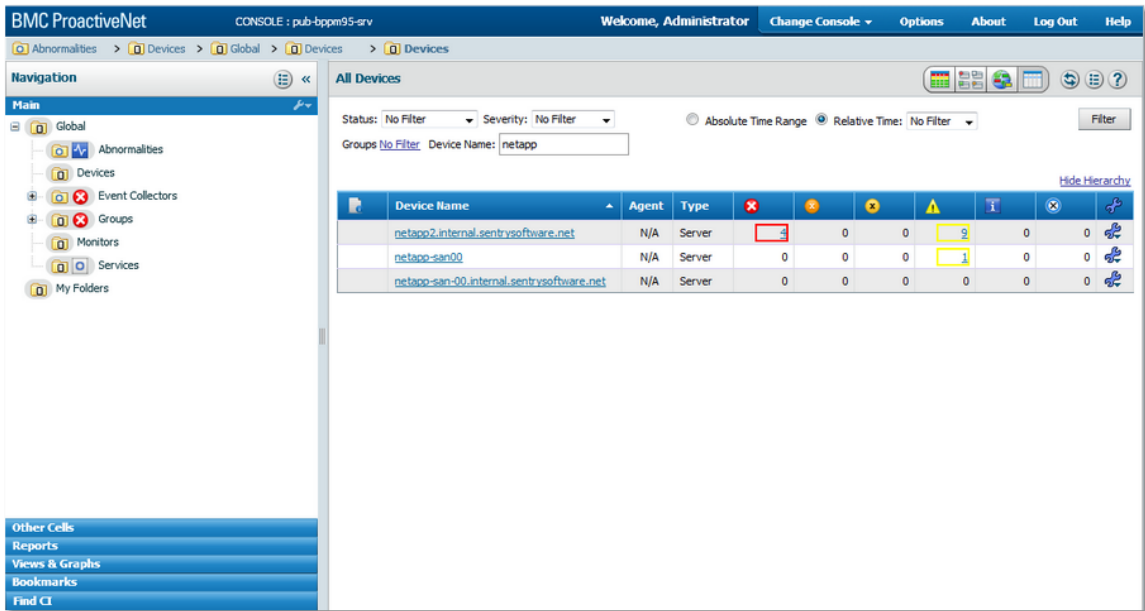 BMC ProactiveNet CONSOLE : pub-bppm95-srv Welcome, Administrator Change Console Options About Log Out Help
Abnormalities > Devices > Global > Devices > Devices
Navigation
Main
Global
Abnormalities
Devices
Event Collectors
Groups
Monitors
Services
My Folders
Other Cells
Reports
Views & Graphs
Bookmarks
Find CI
All Devices
Status: No Filter Severity: No Filter Absolute Time Range Relative Time: No Filter Filter
Groups No Filter Device Name: netapp
Hide Hierarchy
Device Name Agent Type
netapp2.internal.sentrysoftware.net N/A Server 4 0 0 9 0 0
netapp-san00 N/A Server 0 0 0 1 0 0
netapp-san-00.internal.sentrysoftware.net N/A Server 0 0 0 0 0 0